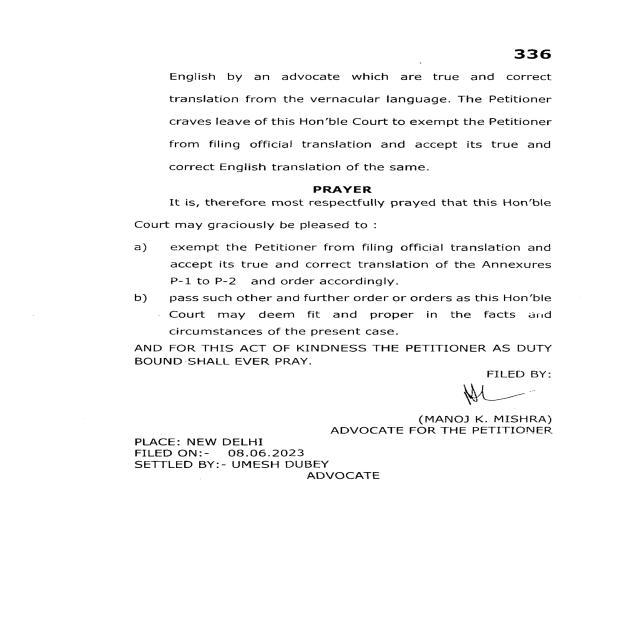 336
English by an advocate which are true and correct
translation from the vernacular language. The Petitioner
craves leave of this Hon'ble Court to exempt the Petitioner
from filing official translation and accept its true and
correct English translation of the same.
PRAYER
It is, therefore most respectfully prayed that this Hon'ble
Court may graciously be pleased to :
a) exempt the Petitioner from filing official translation and
accept its true and correct translation of the Annexures
P-1 to P-2 and order accordingly.
b) pass such other and further order or orders as this Hon'ble
Court may deem fit and proper in the facts and
circumstances of the present case.
AND FOR THIS ACT OF KINDNESS THE PETITIONER AS DUTY
BOUND SHALL EVER PRAY.
FILED BY:
(MANOJ K. MISHRA)
ADVOCATE FOR THE PETITIONER
PLACE: NEW DELHI
FILED ON:- 08.06.2023
SETTLED BY:- UMESH DUBEY
ADVOCATE